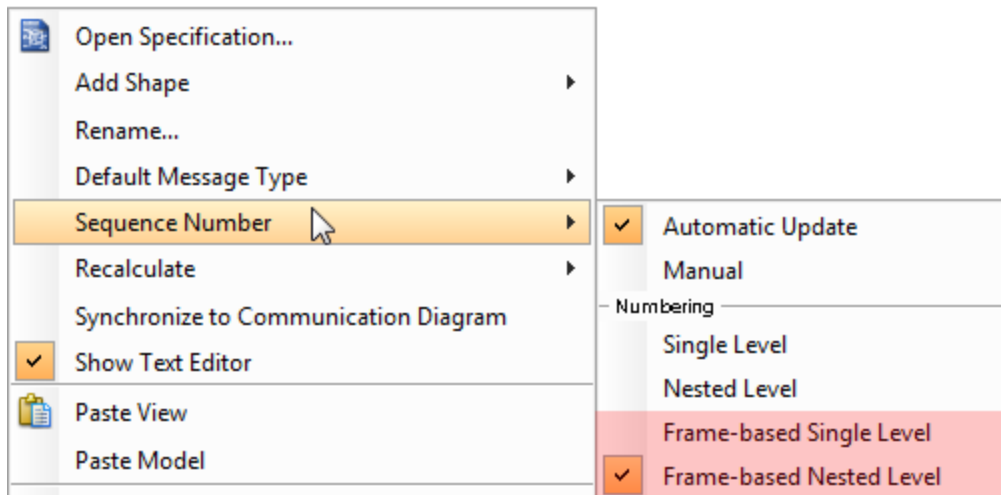 Open Specification...
Add Shape
Rename...
Default Message Type
Sequence Number
Recalculate
Synchronize to Communication Diagram
Show Text Editor
Paste View
Paste Model
Automatic Update
Manual
Numbering
Single Level
Nested Level
Frame-based Single Level
Frame-based Nested Level